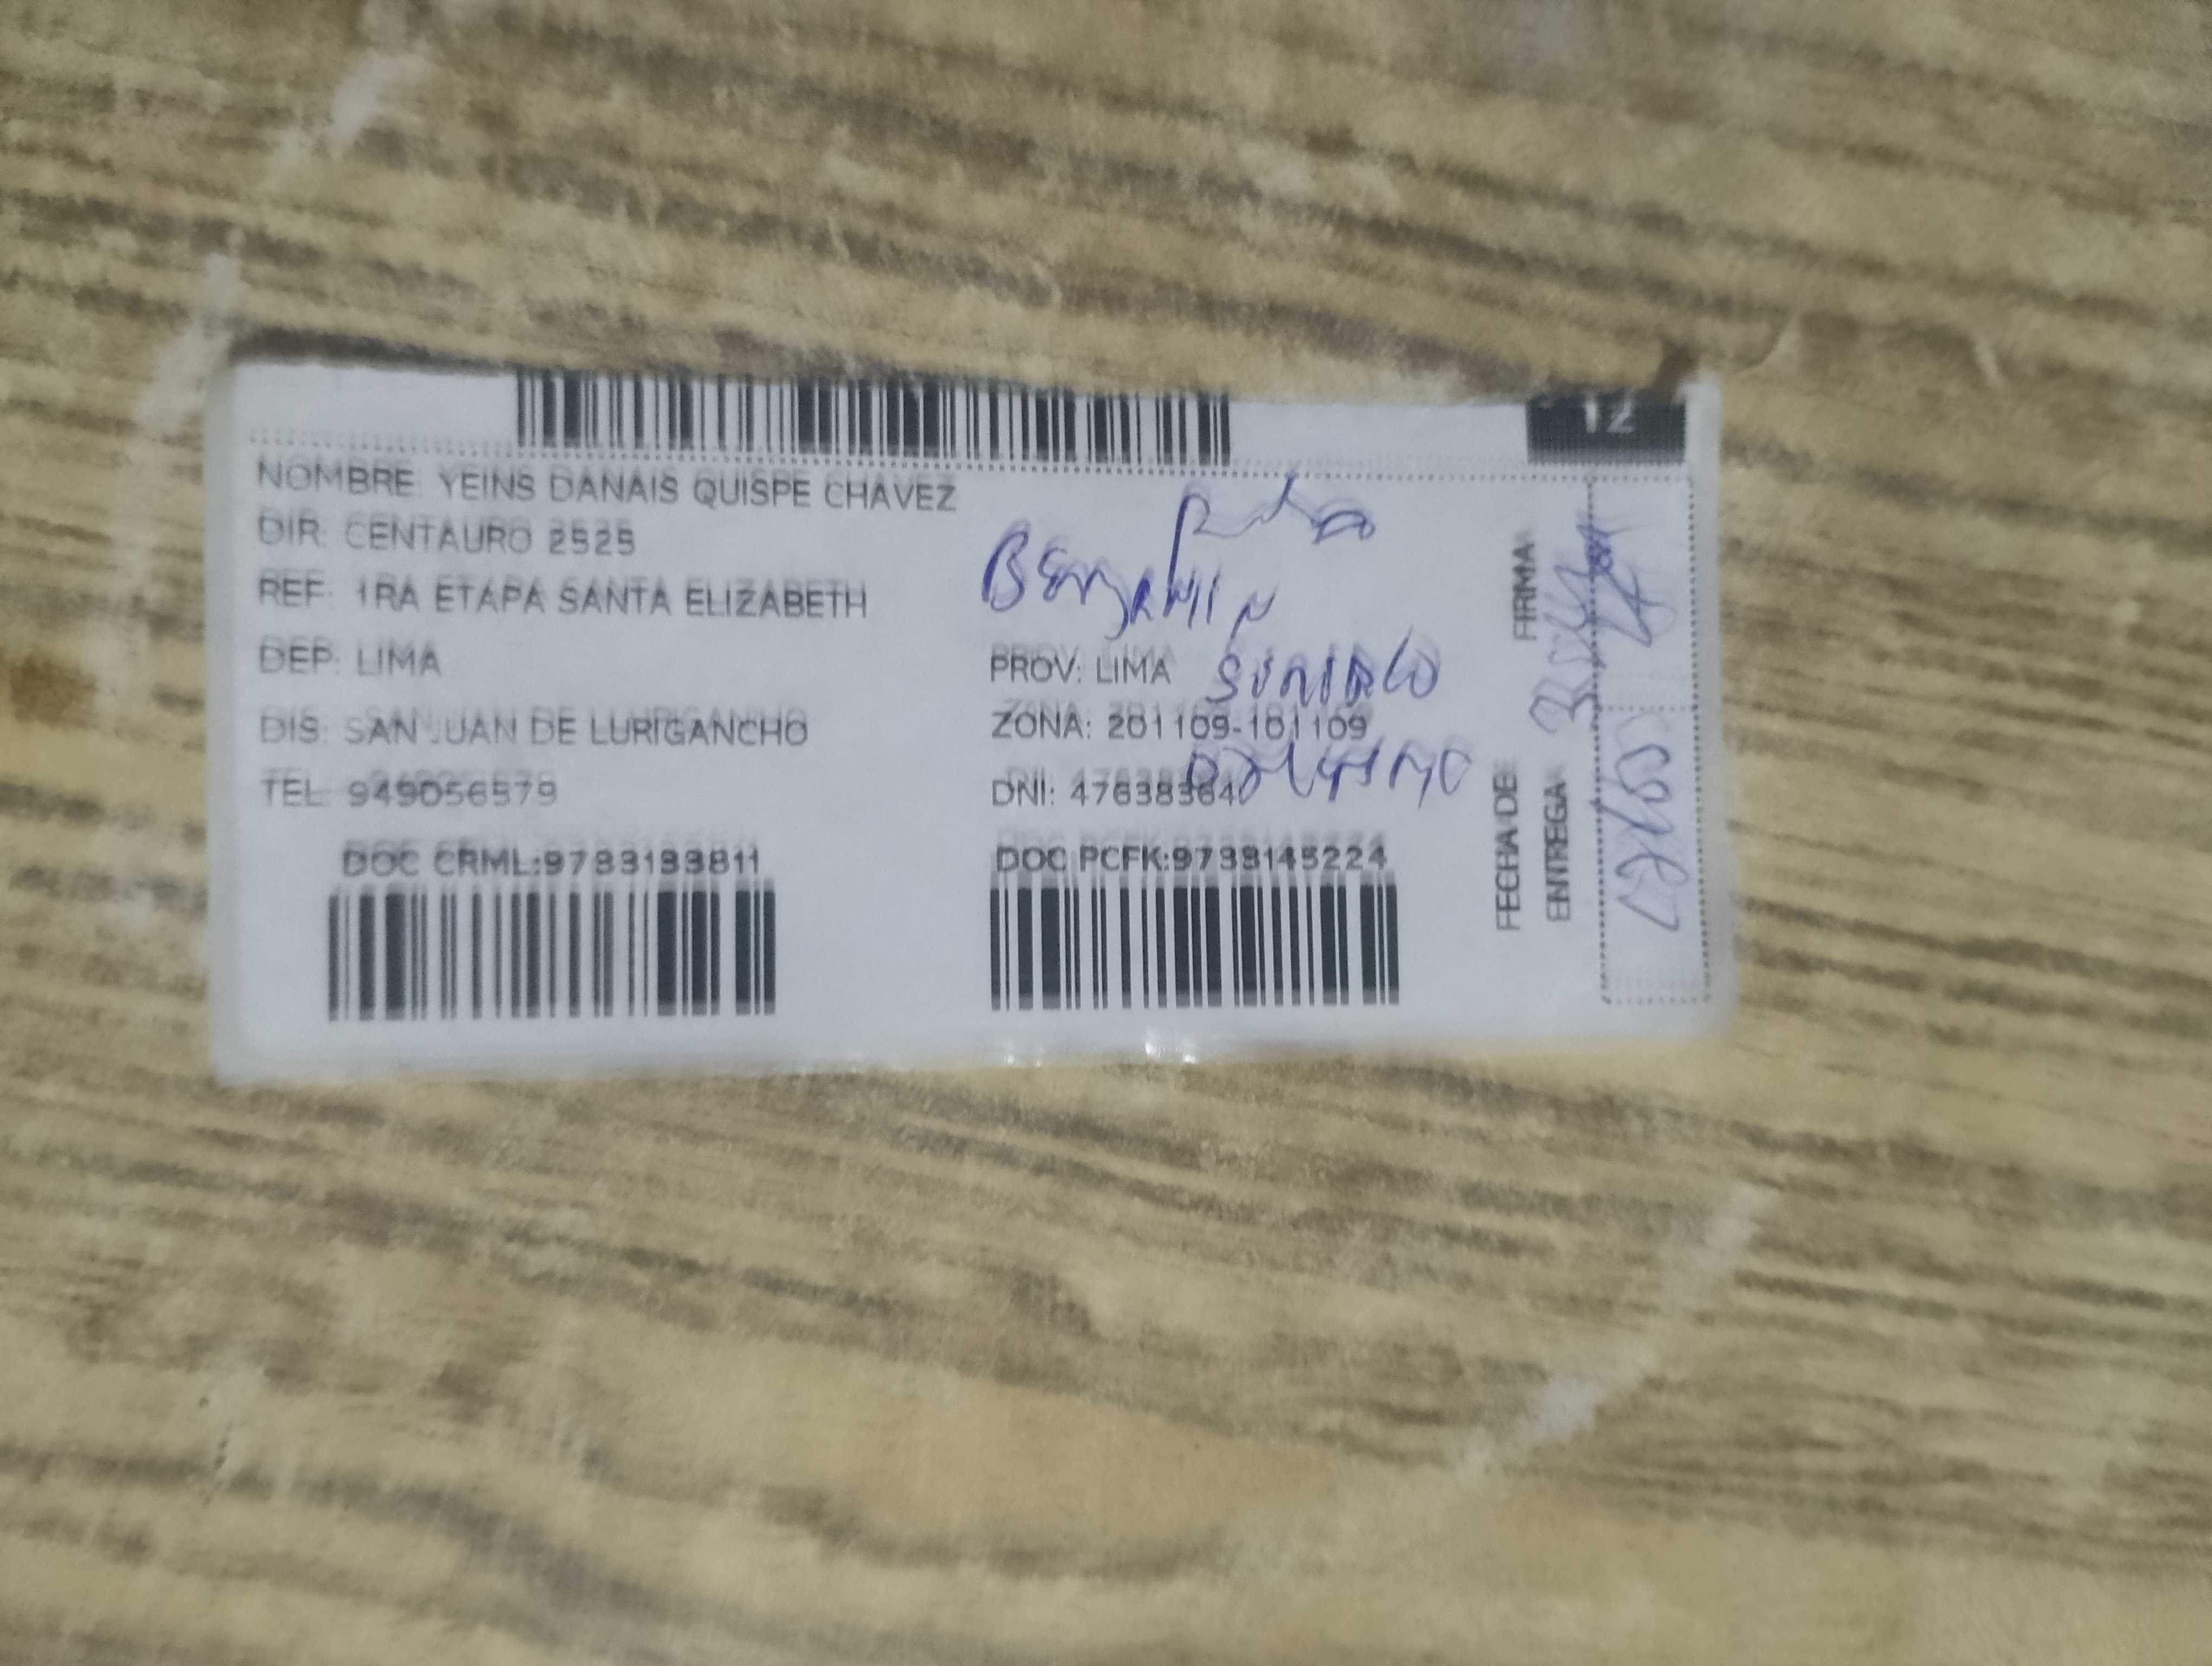 12
NOMBRE: YEINS DANAIS QUISPE CHAVEZ
DIR: CENTAURO 2525
REF: 1RA ETAPA SANTA ELIZABETH
BENJAMIN
DEP: LIMA
PROV: LIMA
DIS: SAN JUAN DE LURIGANCHO
ZONA: 201109-101109
TEL: 949056579
DNI:
DOC CRML:9733133811
DOC PCFK:9733145224
FIRMA
FECHA DE
ENTREGA